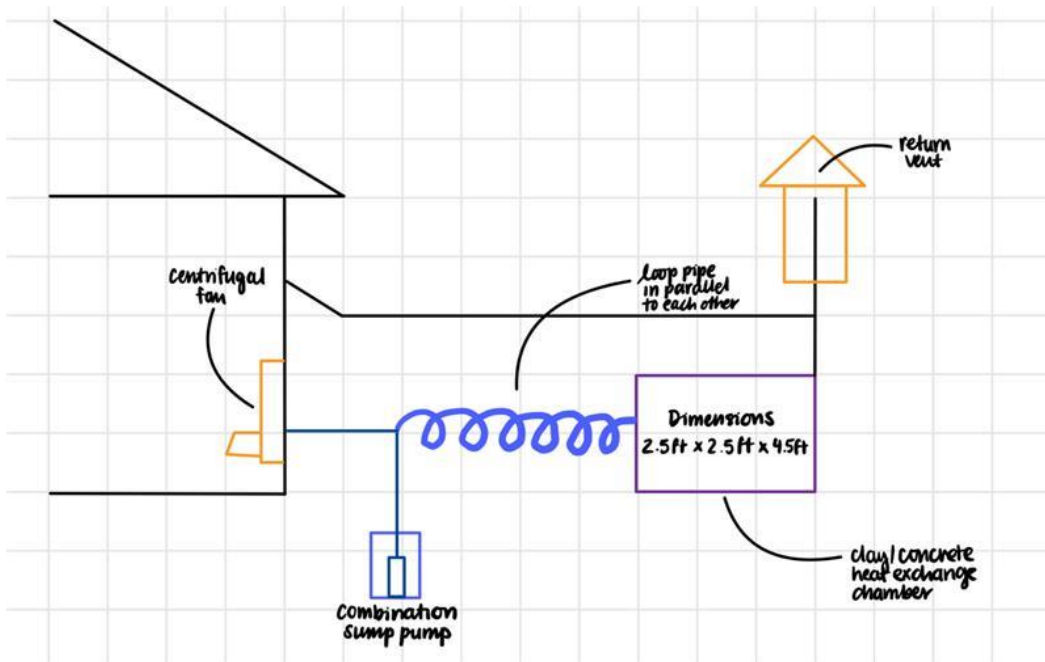 return
vent
centrifugal
fan
loop pipe
in parallel
to each other
Dimensions
2.5ft x 2.5ft x 4.5ft
clay/concrete
heat exchange
chamber
combination
sump pump